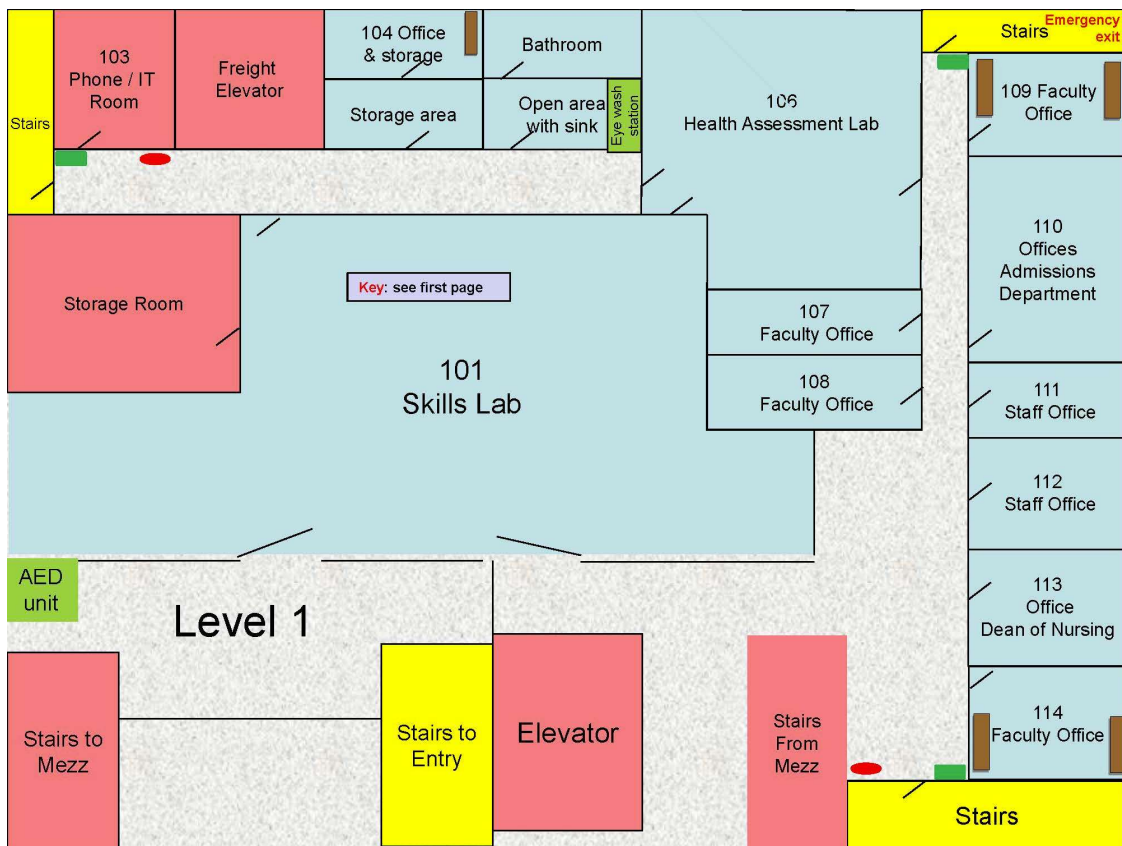 Stairs
103
Phone / IT
Room
Freight
Elevator
104 Office
& storage
Storage area
Bathroom
Open area
with sink
Eye wash
station
106
Health Assessment Lab
Stairs
Emergency
exit
109 Faculty
Office
110
Offices
Admissions
Department
Storage Room
Key: see first page
101
Skills Lab
107
Faculty Office
108
Faculty Office
111
Staff Office
112
Staff Office
113
Office
Dean of Nursing
114
Faculty Office
AED
unit
Level 1
Stairs to
Mezz
Stairs to
Entry
Elevator
Stairs
From
Mezz
Stairs